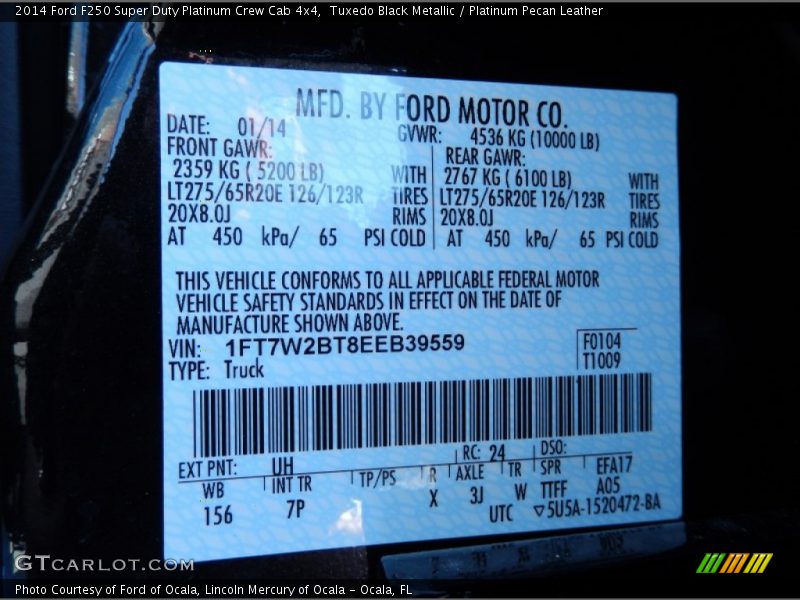 2014 Ford F250 Super Duty Platinum Crew Cab 4x4,  Tuxedo Black Metallic / Platinum Pecan Leather
MFD. BY FORD MOTOR CO.
DATE: 01/14 GVWR: 4536 KG (10000 LB)
FRONT GAWR: REAR GAWR:
2359 KG ( 5200 LB) WITH 2767 KG ( 6100 LB) WITH
LT275/65R20E 126/123R TIRES LT275/65R20E 126/123R TIRES
20X8.0J RIMS 20X8.0J RIMS
AT 450 kPa/ 65 PSI COLD AT 450 kPa/ 65 PSI COLD
THIS VEHICLE CONFORMS TO ALL APPLICABLE FEDERAL MOTOR
VEHICLE SAFETY STANDARDS IN EFFECT ON THE DATE OF
MANUFACTURE SHOWN ABOVE.
VIN: 1FT7W2BT8EEB39559 F0104
TYPE: Truck T1009
EXT PNT: UH RC: 24 DSO:
WB INT TR TP/PS R AXLE TR SPR EFA17
156 7P X 3J W TTFF A05
UTC ▽5U5A-1520472-BA
GTCARLOT.COM
Photo Courtesy of Ford of Ocala, Lincoln Mercury of Ocala - Ocala, FL